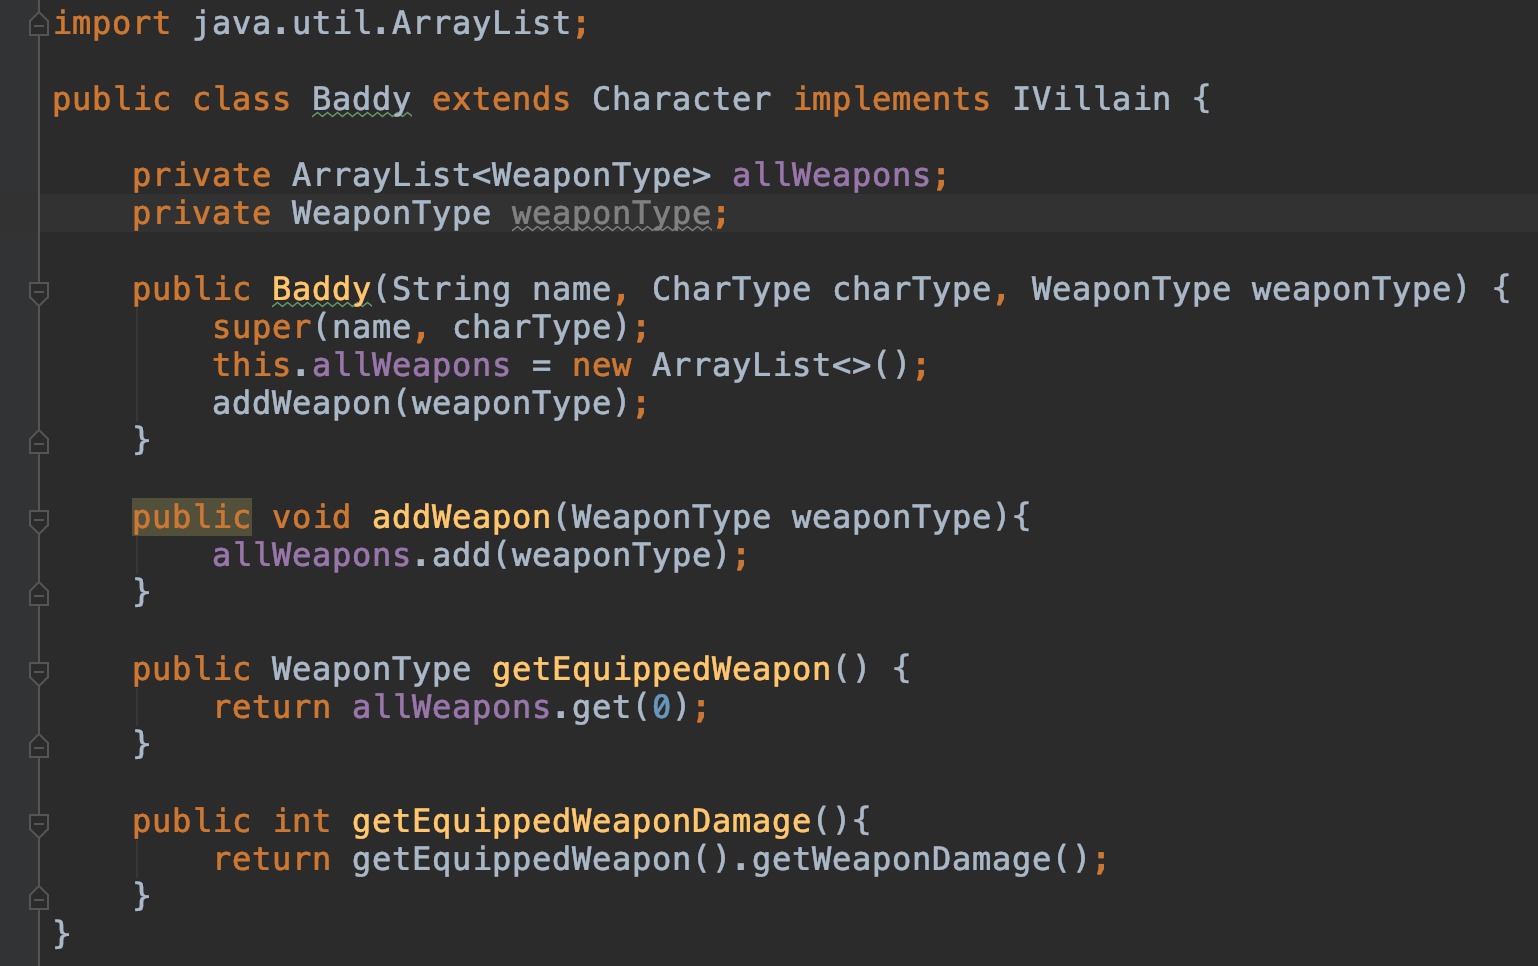 import java.util.ArrayList;
public class Baddy extends Character implements IVillain {
private ArrayList<WeaponType> allWeapons;
private WeaponType weaponType;
public Baddy(String name, CharType charType, WeaponType weaponType) {
super(name, charType);
this.allWeapons = new ArrayList<>();
addWeapon(weaponType);
}
public void addWeapon(WeaponType weaponType){
allWeapons.add(weaponType);
}
public WeaponType getEquippedWeapon() {
return allWeapons.get(0);
}
public int getEquippedWeaponDamage(){
return getEquippedWeapon().getWeaponDamage();
}
}